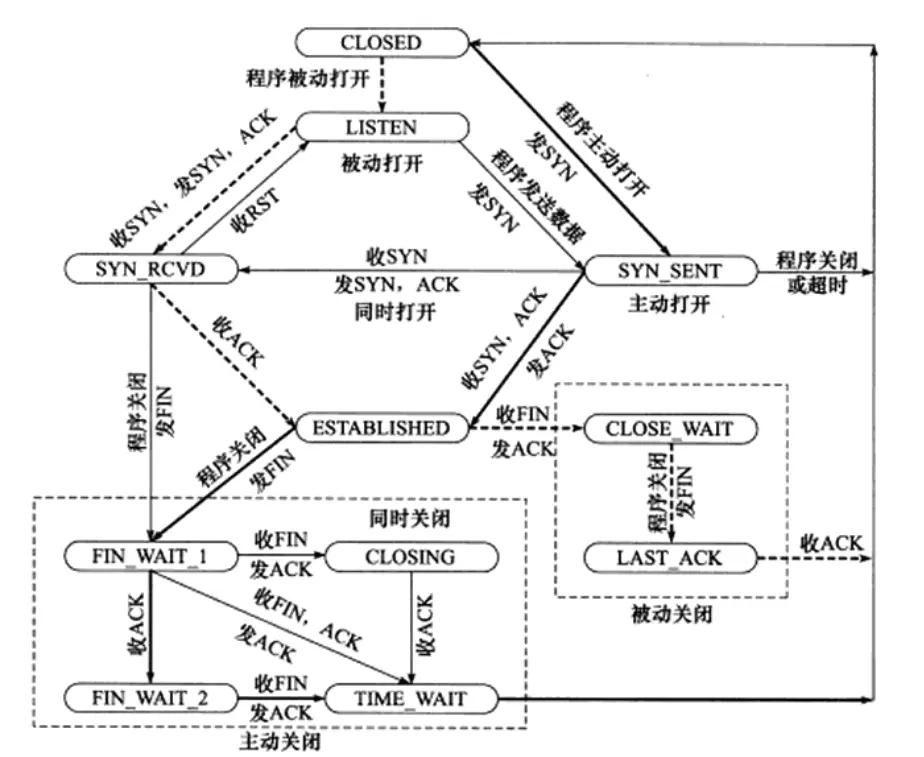 CLOSED
程序被动打开
LISTEN
被动打开
收SYN，发SYN，ACK
收RST
程序发送数据
发SYN
程序主动打开
发SYN
SYN_RCVD
收SYN
发SYN，ACK
同时打开
SYN_SENT
主动打开
程序关闭
或超时
收ACK
收SYN，ACK
发ACK
程序关闭
发FIN
ESTABLISHED
收FIN
发ACK
CLOSE_WAIT
程序关闭
发FIN
程序关闭
发FIN
同时关闭
FIN_WAIT_1
收FIN
发ACK
CLOSING
LAST_ACK
收ACK
被动关闭
收ACK
收FIN，ACK
发ACK
收ACK
FIN_WAIT_2
收FIN
发ACK
TIME_WAIT
主动关闭